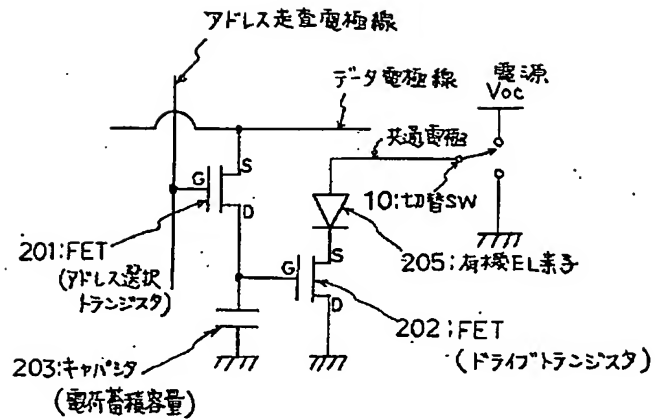 アドレス走査電極線
データ電極線
電源
Voc
共通電極
S
G
D
10:切替SW
201:FET
(アドレス選択
トランジスタ)
S
G
D
205:有機EL素子
202:FET
(ドライブトランジスタ)
203:キャパシタ
(電荷蓄積容量)